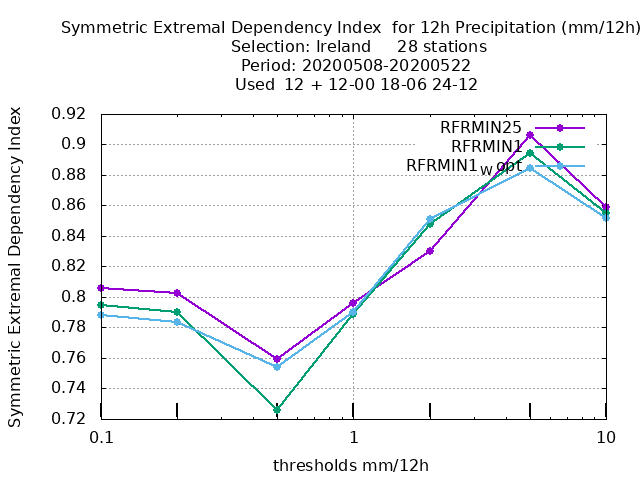 Symmetric Extremal Dependency Index  for 12h Precipitation (mm/12h)
Selection: Ireland     28 stations
Period: 20200508-20200522
Used  12 + 12-00 18-06 24-12
Symmetric Extremal Dependency Index
0.92
0.9
0.88
0.86
0.84
0.82
0.8
0.78
0.76
0.74
0.72
RFRMIN25
RFRMIN1
RFRMIN1w opt
0.1
1
10
thresholds mm/12h